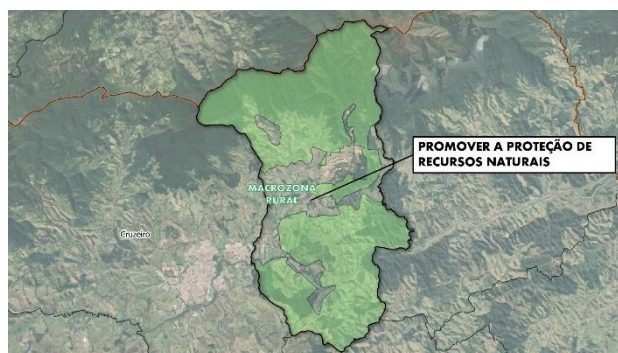 PROMOVER A PROTEÇÃO DE
RECURSOS NATURAIS
MACROZONA
RURAL
Cruzeiro